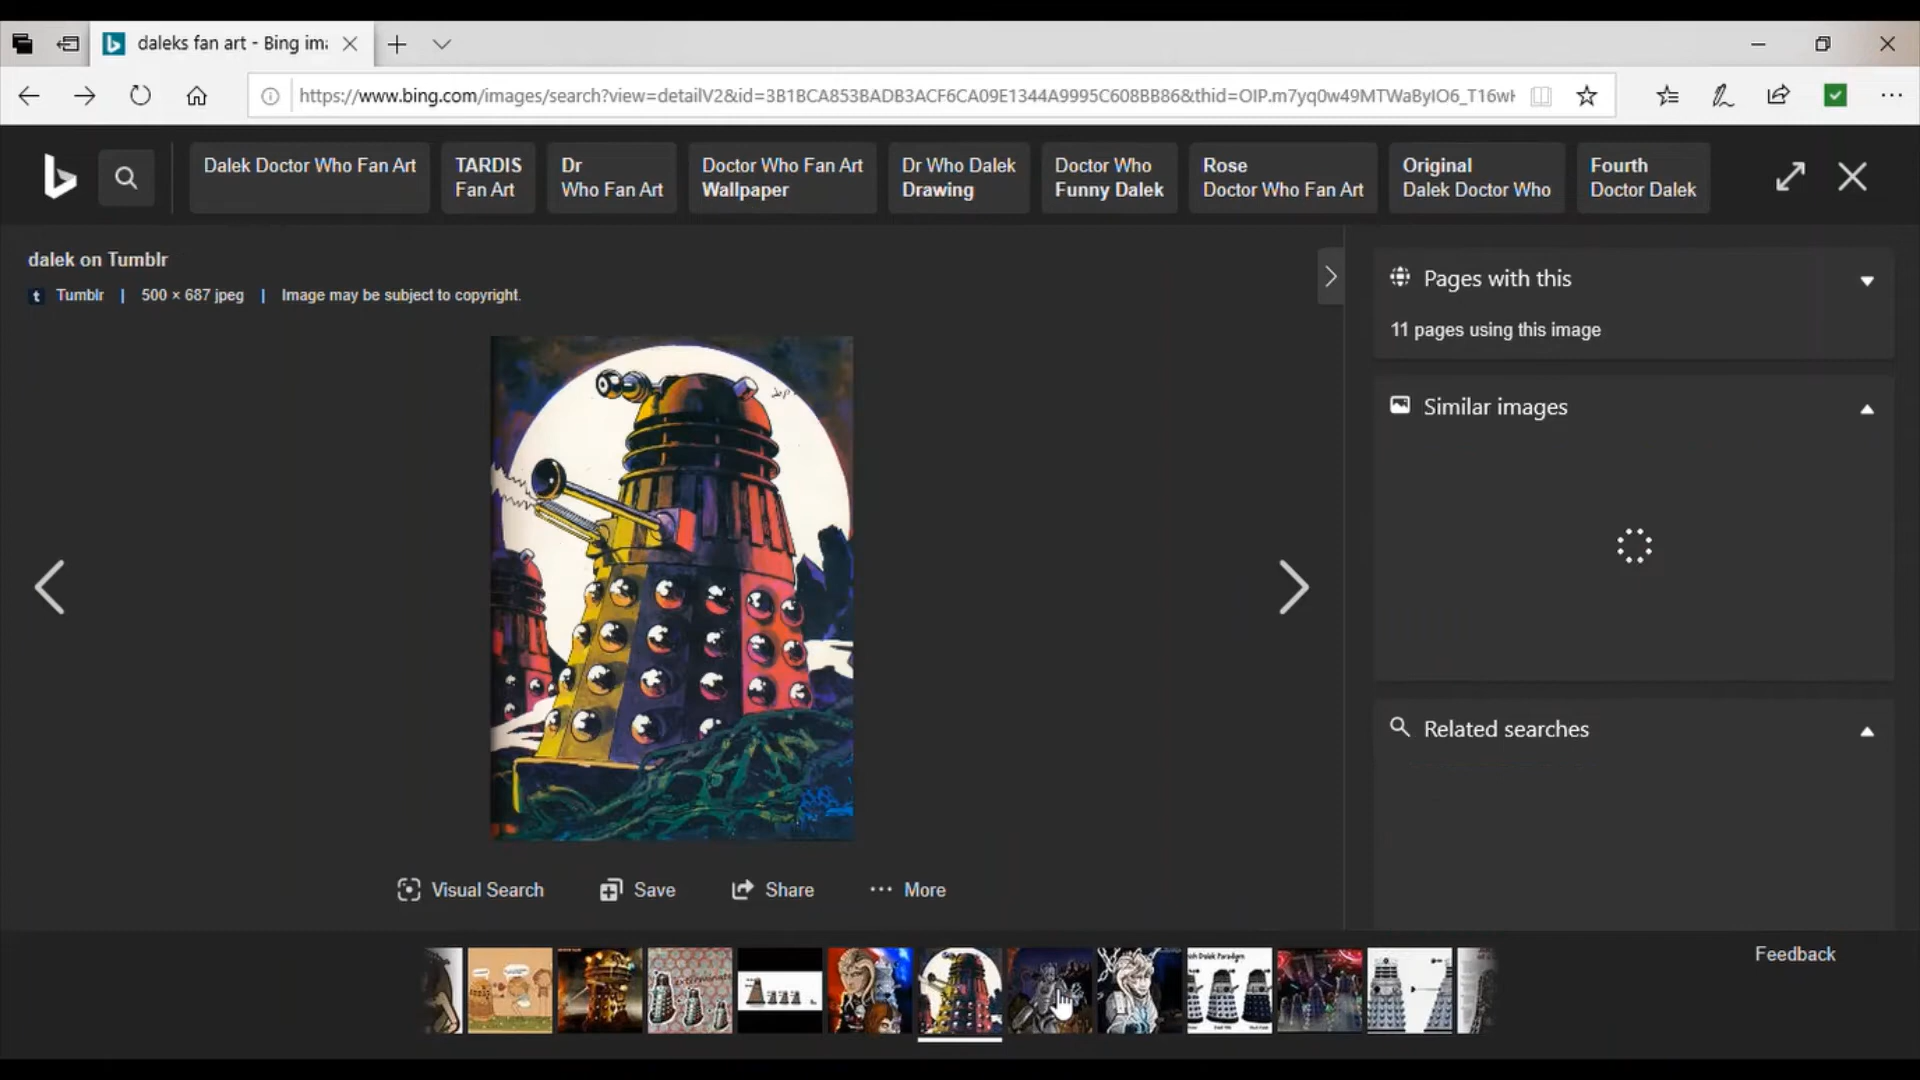 daleks fan art - Bing ima
https://www.bing.com/images/search?view=detailV2&id=3B1BCA853BADB3ACF6CA09E1344A9995C608BB86&thid=OIP.m7yq0w49MTWaByIO6_T16wH
Dalek Doctor Who Fan Art
TARDIS
Fan Art
Dr
Who Fan Art
Doctor Who Fan Art
Wallpaper
Dr Who Dalek
Drawing
Doctor Who
Funny Dalek
Rose
Doctor Who Fan Art
Original
Dalek Doctor Who
Fourth
Doctor Dalek
dalek on Tumblr
t Tumblr | 500 × 687 jpeg | Image may be subject to copyright.
Pages with this
11 pages using this image
Similar images
Related searches
Visual Search
Save
Share
More
Dalek Paradigm
Feedback